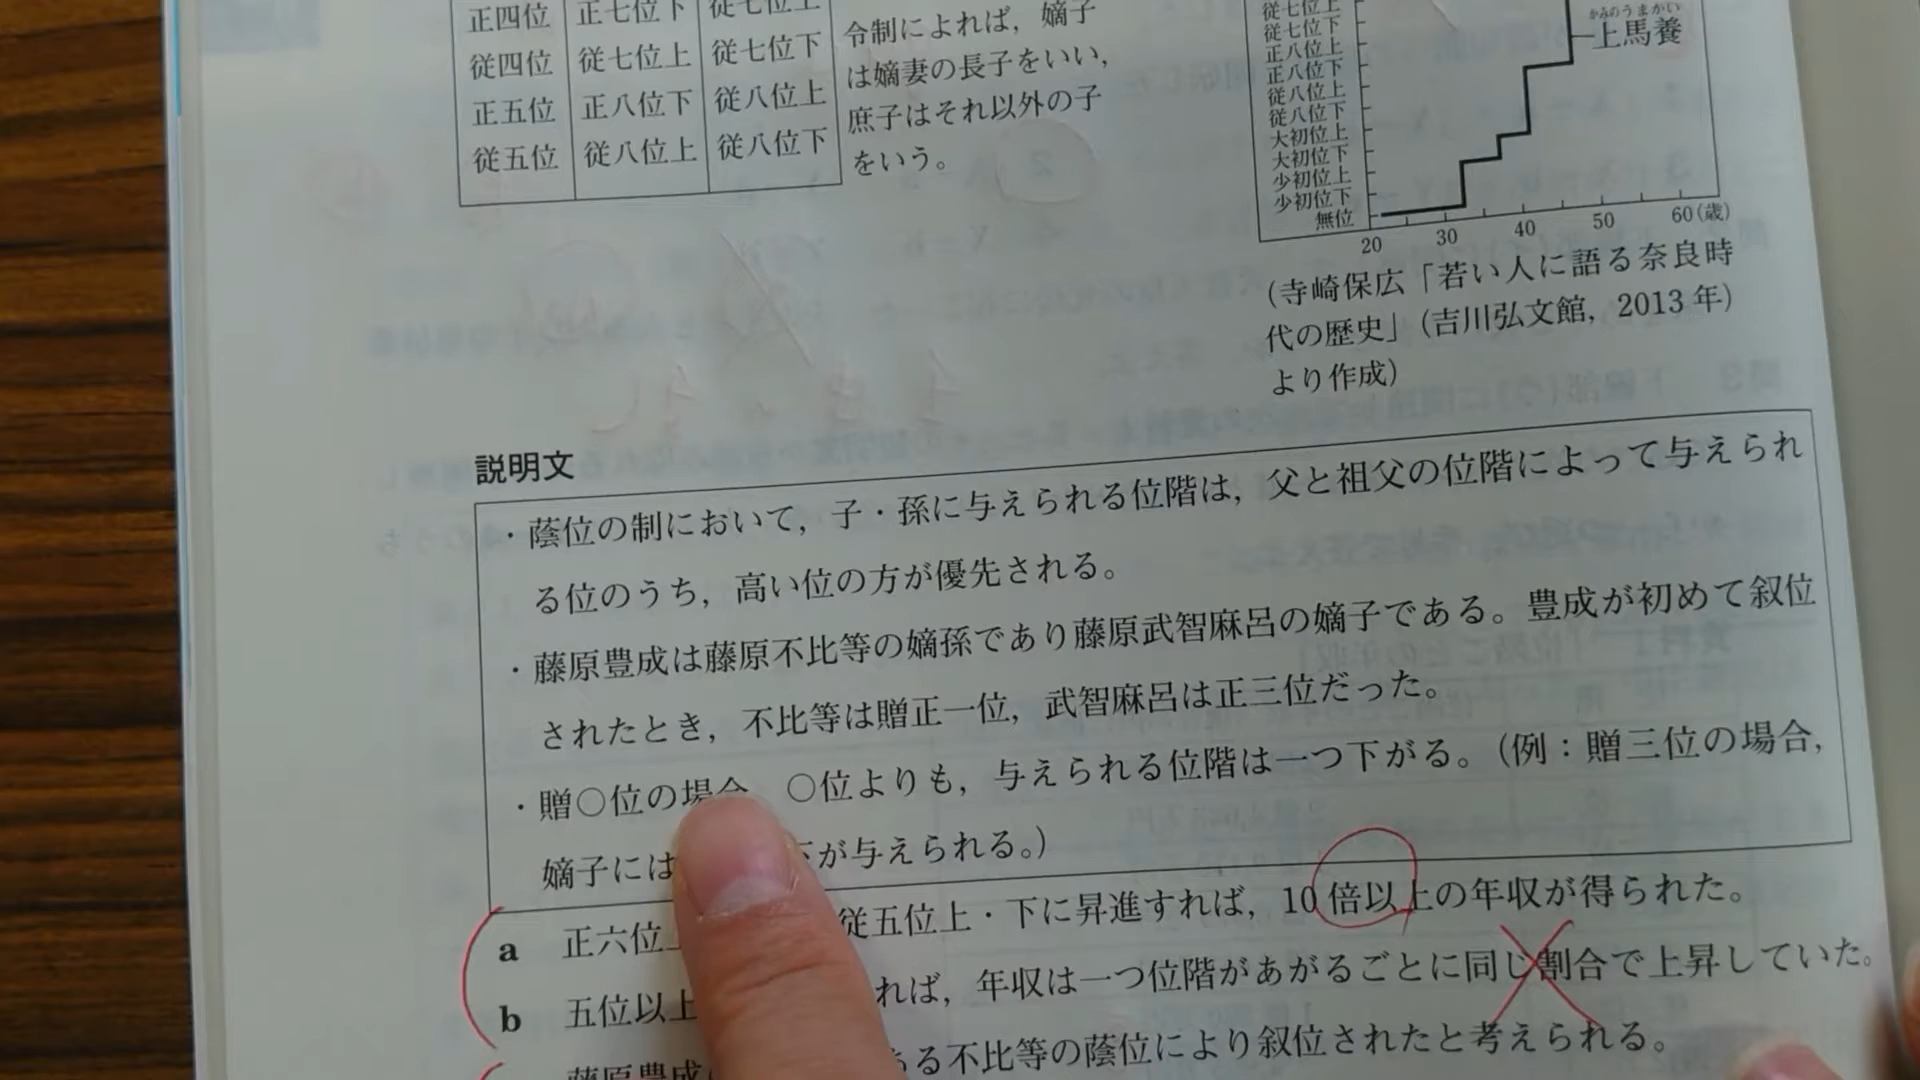 正四位 正七位下 従七位上
従四位 従七位上 従七位下
正五位 正八位下 従八位上
従五位 従八位上 従八位下
令制によれば，嫡子
は嫡妻の長子をいい，
庶子はそれ以外の子
をいう。
従七位上
従七位下
正八位上
正八位下
従八位上
従八位下
大初位上
大初位下
少初位上
少初位下
無位
かみのうまかい
上馬養
20 30 40 50 60(歳)
(寺崎保広「若い人に語る奈良時
代の歴史」(吉川弘文館，2013年)
より作成)
説明文
・蔭位の制において，子・孫に与えられる位階は，父と祖父の位階によって与えられ
る位のうち，高い位の方が優先される。
・藤原豊成は藤原不比等の嫡孫であり藤原武智麻呂の嫡子である。豊成が初めて叙位
されたとき，不比等は贈正一位，武智麻呂は正三位だった。
・贈○位の場合，○位よりも，与えられる位階は一つ下がる。(例：贈三位の場合，
嫡子には 下が与えられる。)
a 正六位上 従五位上・下に昇進すれば，10倍以上の年収が得られた。
b 五位以上 れば，年収は一つ位階があがるごとに同じ割合で上昇していた。
藤原豊成 ある不比等の蔭位により叙位されたと考えられる。